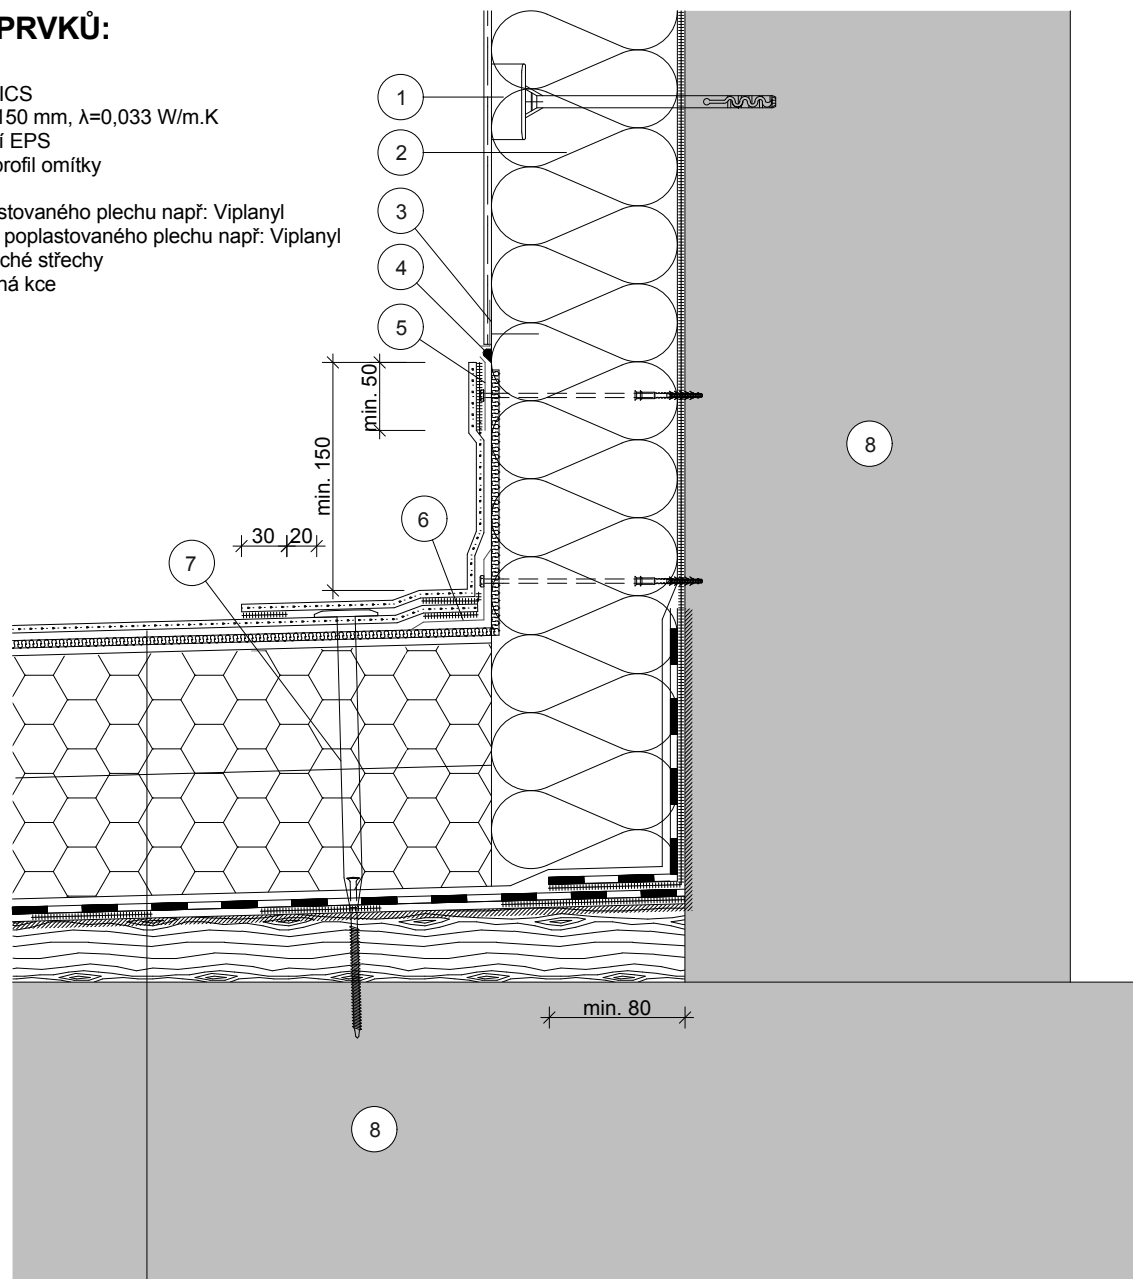 PRVKŮ:
ICS
150 mm, λ=0,033 W/m.K
í EPS
profil omítky
stovaného plechu např: Viplanyl
poplastovaného plechu např: Viplanyl
ché střechy
ná kce
1
2
3
4
5
min. 50
min. 150
8
6
30 20
7
min. 80
8